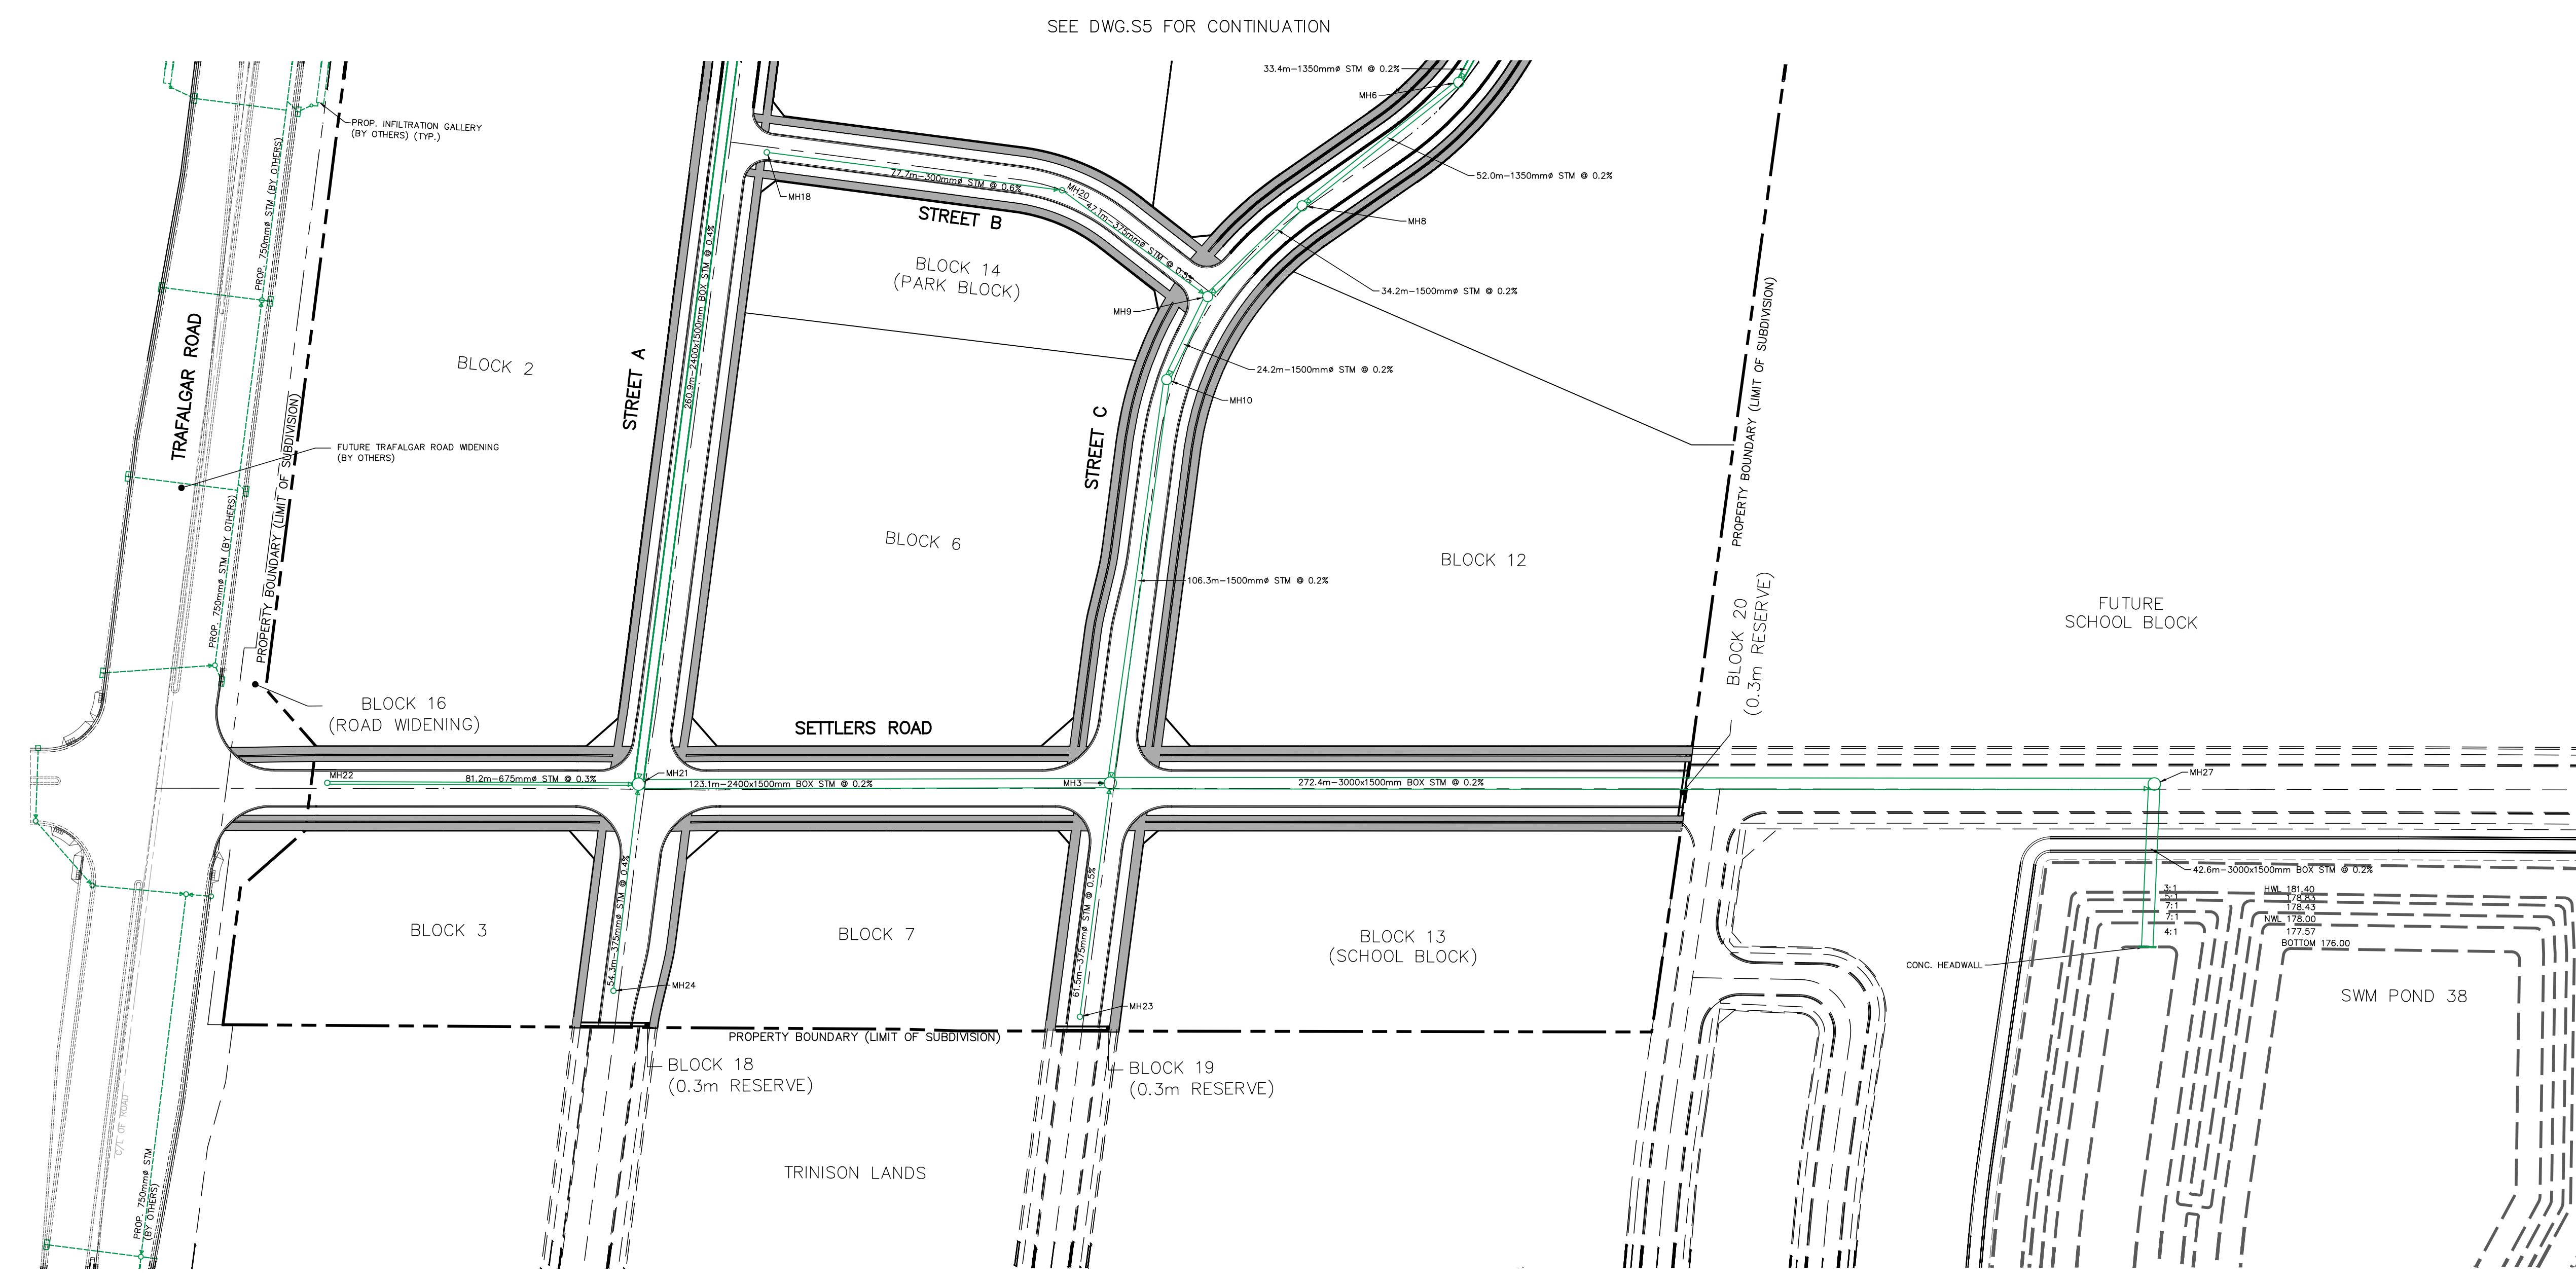 SEE DWG.S5 FOR CONTINUATION
33.4m-1350mmø STM @ 0.2%
MH6
PROP. INFILTRATION GALLERY
(BY OTHERS) (TYP.)
PROP. 750mmø STM (BY OTHERS)
52.0m-1350mmø STM @ 0.2%
77.7m-300mmø STM @ 0.6%
MH20
MH18
47.1m-375mmø STM @ 0.5%
STREET B
MH8
260.9m-2400x1500mm BOX STM @ 0.4%
BLOCK 14
(PARK BLOCK)
34.2m-1500mmø STM @ 0.2%
MH9
TRAFALGAR ROAD
BLOCK 2
STREET A
24.2m-1500mmø STM @ 0.2%
MH10
STREET C
PROPERTY BOUNDARY (LIMIT OF SUBDIVISION)
FUTURE TRAFALGAR ROAD WIDENING
(BY OTHERS)
PROPERTY BOUNDARY (LIMIT OF SUBDIVISION)
PROP. 750mmø STM (BY OTHERS)
BLOCK 6
BLOCK 12
106.3m-1500mmø STM @ 0.2%
BLOCK 20
(0.3m RESERVE)
FUTURE
SCHOOL BLOCK
BLOCK 16
(ROAD WIDENING)
SETTLERS ROAD
MH22
81.2m-675mmø STM @ 0.3%
MH21
123.1m-2400x1500mm BOX STM @ 0.2%
MH3
272.4m-3000x1500mm BOX STM @ 0.2%
MH27
42.6m-3000x1500mm BOX STM @ 0.2%
54.3m-375mmø STM @ 0.4%
61.5m-375mmø STM @ 0.5%
3:1
HWL 181.40
178.83
7:1
178.43
7:1
NWL 178.00
4:1
177.57
BOTTOM 176.00
BLOCK 3
BLOCK 7
BLOCK 13
(SCHOOL BLOCK)
CONC. HEADWALL
MH24
MH23
SWM POND 38
PROPERTY BOUNDARY (LIMIT OF SUBDIVISION)
BLOCK 18
(0.3m RESERVE)
BLOCK 19
(0.3m RESERVE)
C/L OF ROAD
PROP. 750mmø STM
(BY OTHERS)
TRINISON LANDS